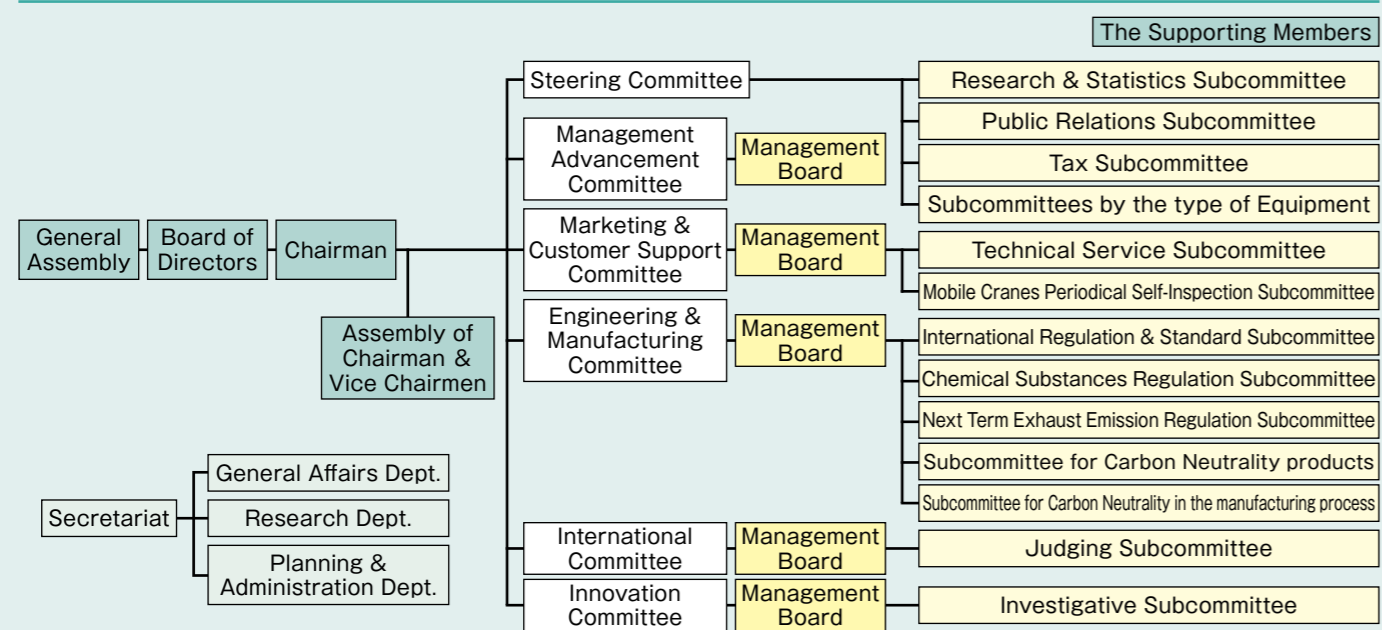 The Supporting Members
General
Assembly
Board of
Directors
Chairman
Assembly of
Chairman &
Vice Chairmen
Secretariat
General Affairs Dept.
Research Dept.
Planning &
Administration Dept.
Steering Committee
Research & Statistics Subcommittee
Public Relations Subcommittee
Tax Subcommittee
Subcommittees by the type of Equipment
Management
Advancement
Committee
Management
Board
Marketing &
Customer Support
Committee
Management
Board
Technical Service Subcommittee
Mobile Cranes Periodical Self-Inspection Subcommittee
Engineering &
Manufacturing
Committee
Management
Board
International Regulation & Standard Subcommittee
Chemical Substances Regulation Subcommittee
Next Term Exhaust Emission Regulation Subcommittee
Subcommittee for Carbon Neutrality products
Subcommittee for Carbon Neutrality in the manufacturing process
International
Committee
Management
Board
Judging Subcommittee
Innovation
Committee
Management
Board
Investigative Subcommittee